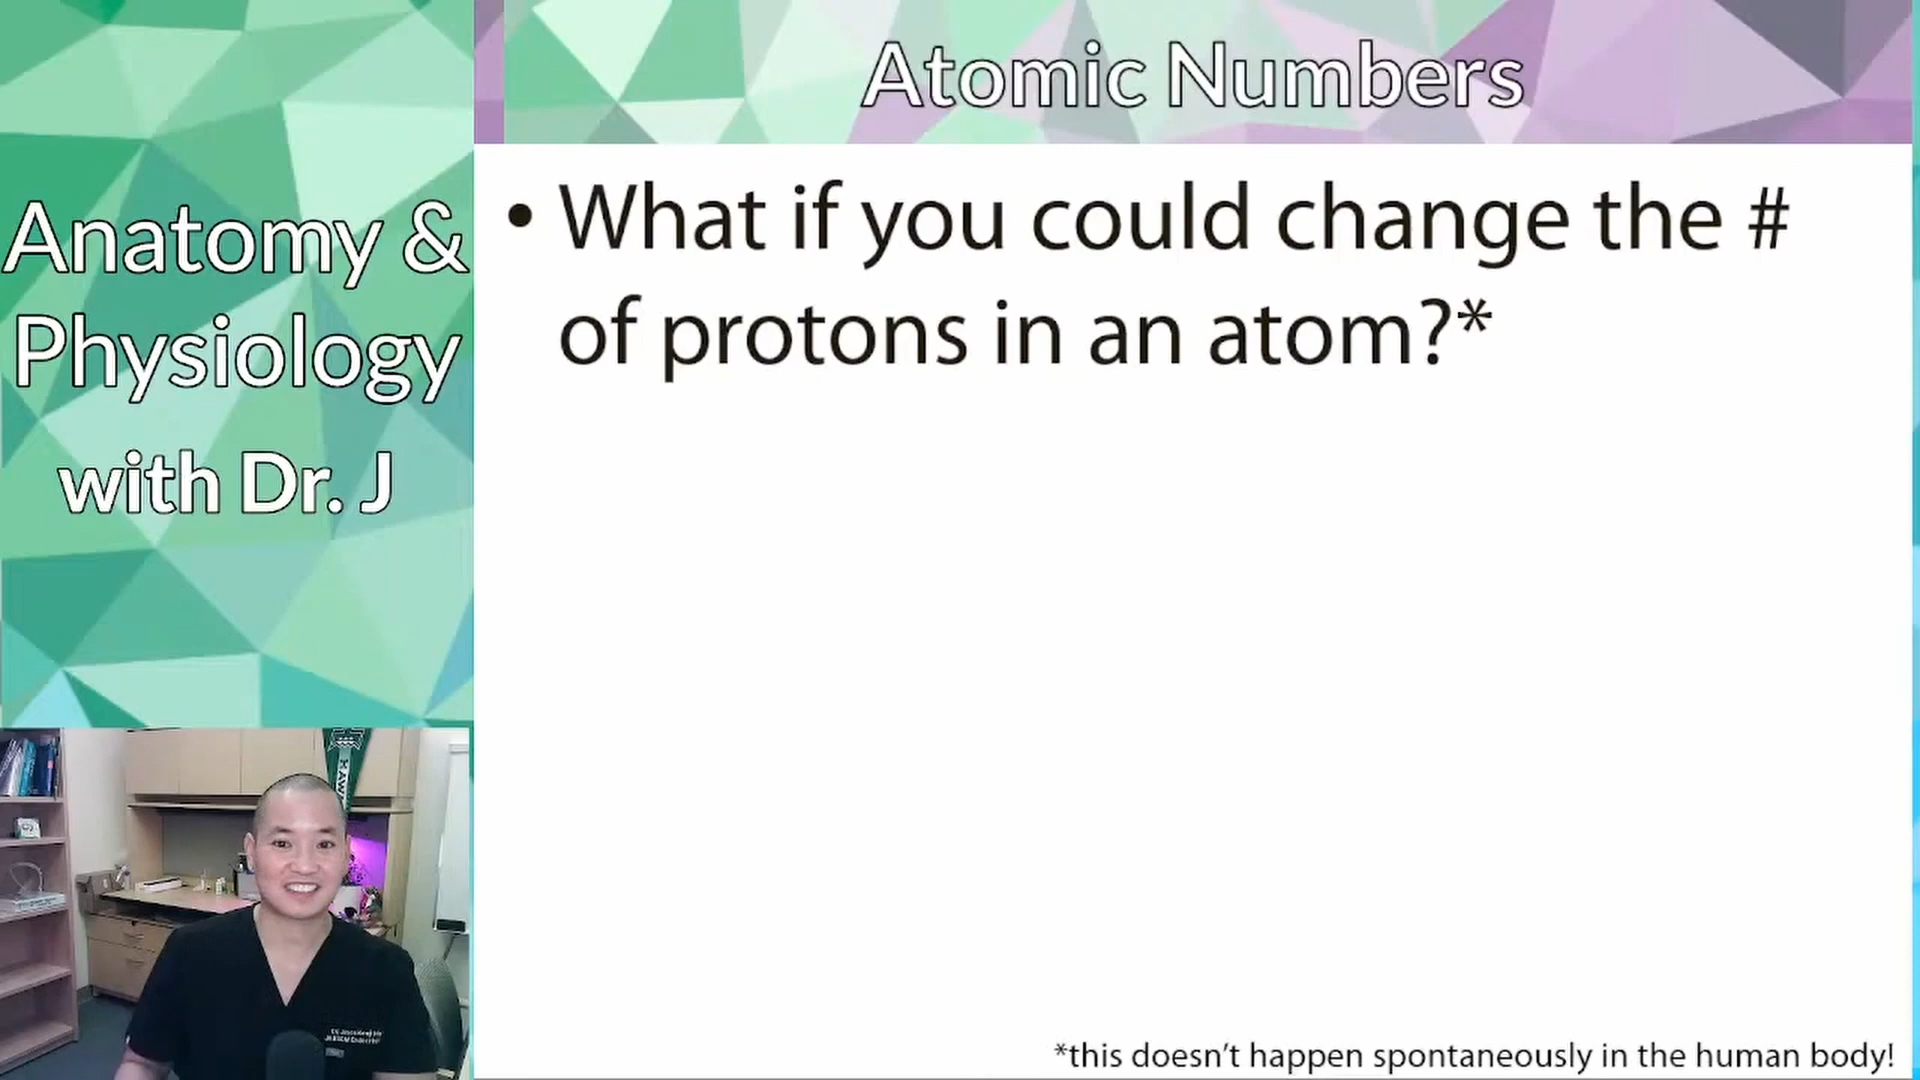 Atomic Numbers
Anatomy &
Physiology
with Dr. J
• What if you could change the #
of protons in an atom?*
*this doesn't happen spontaneously in the human body!